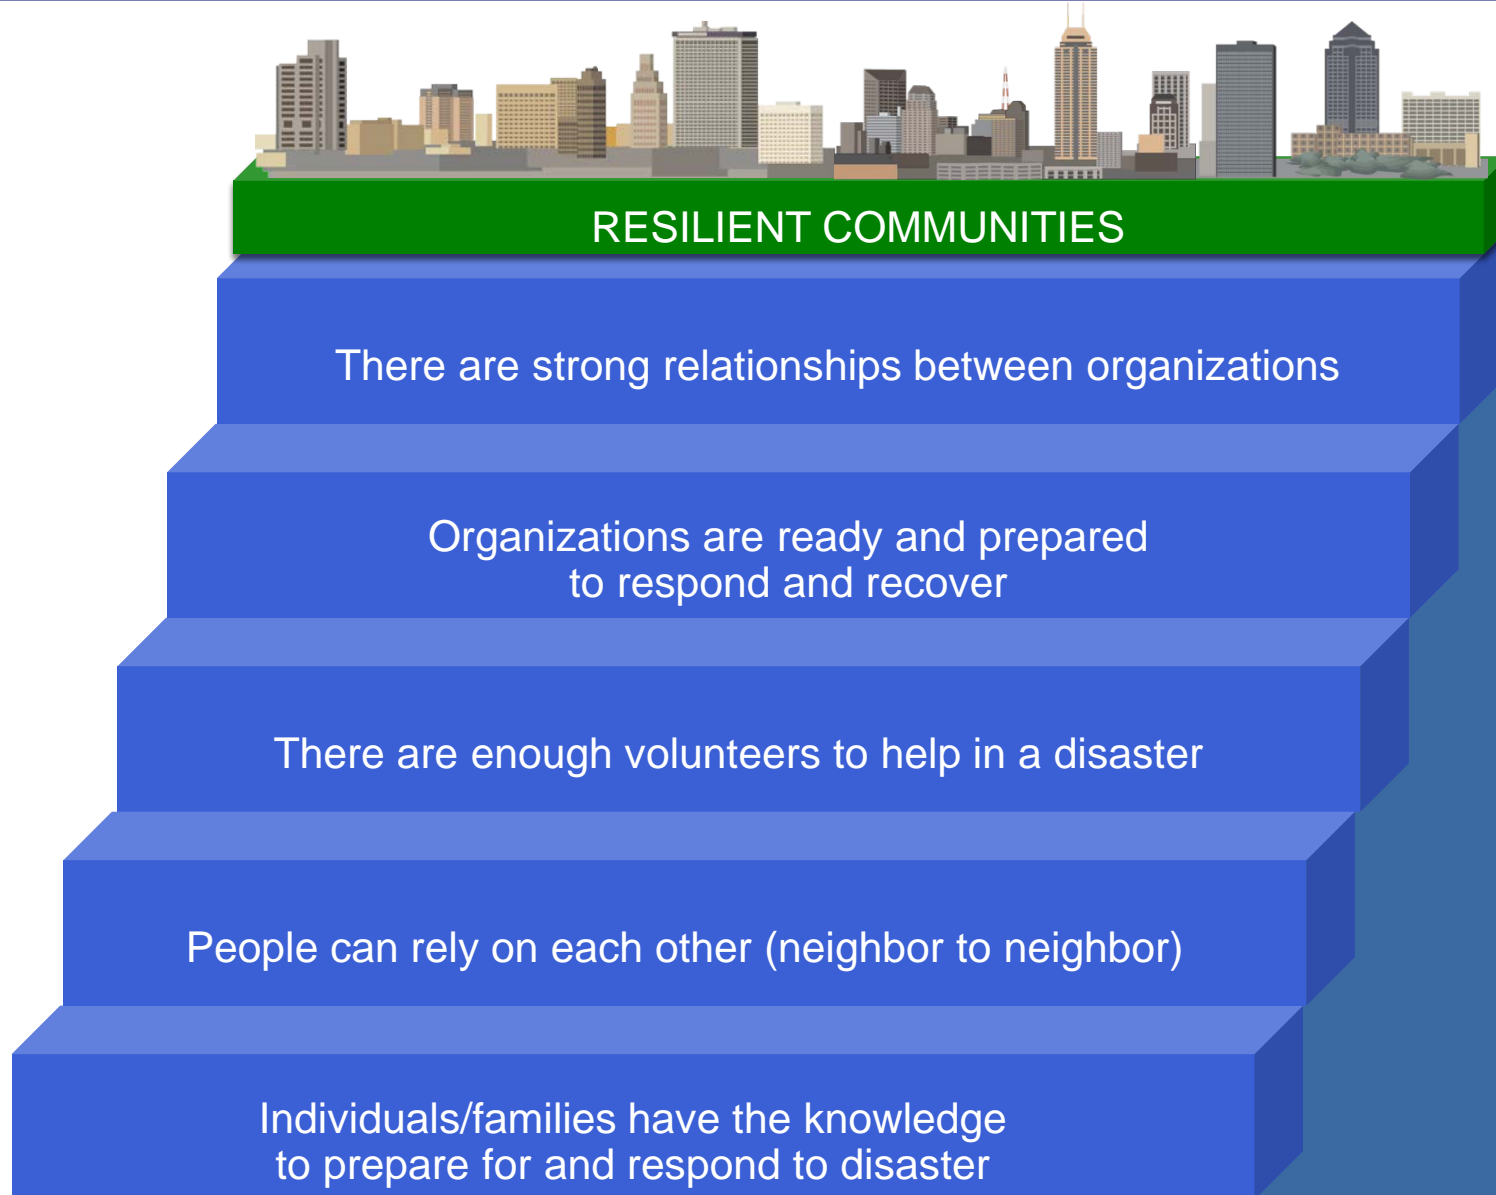 RESILIENT COMMUNITIES
There are strong relationships between organizations
Organizations are ready and prepared
to respond and recover
There are enough volunteers to help in a disaster
People can rely on each other (neighbor to neighbor)
Individuals/families have the knowledge
to prepare for and respond to disaster